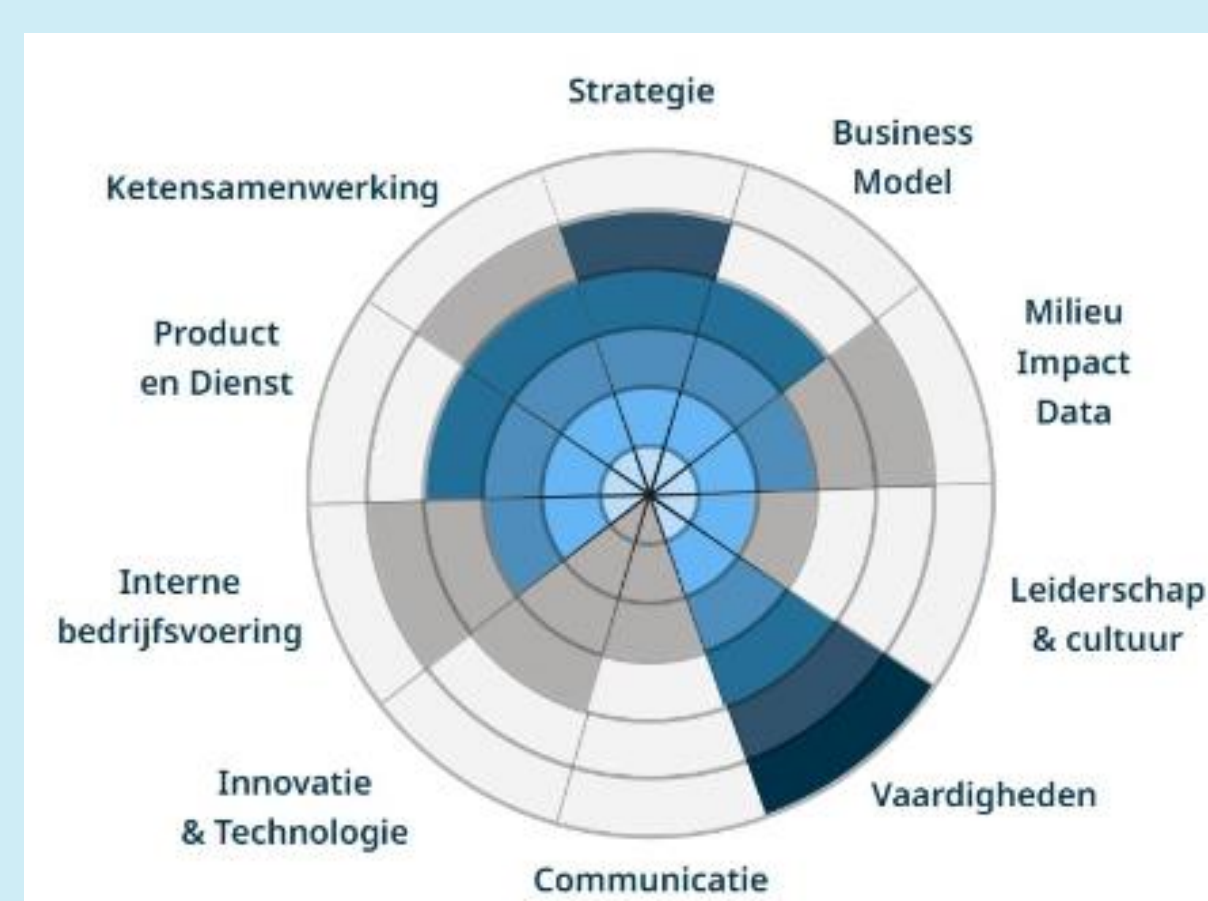 Strategie
Business
Model
Ketensamenwerking
Milieu
Impact
Data
Product
en Dienst
Interne
bedrijfsvoering
Leiderschap
& cultuur
Innovatie
& Technologie
Vaardigheden
Communicatie